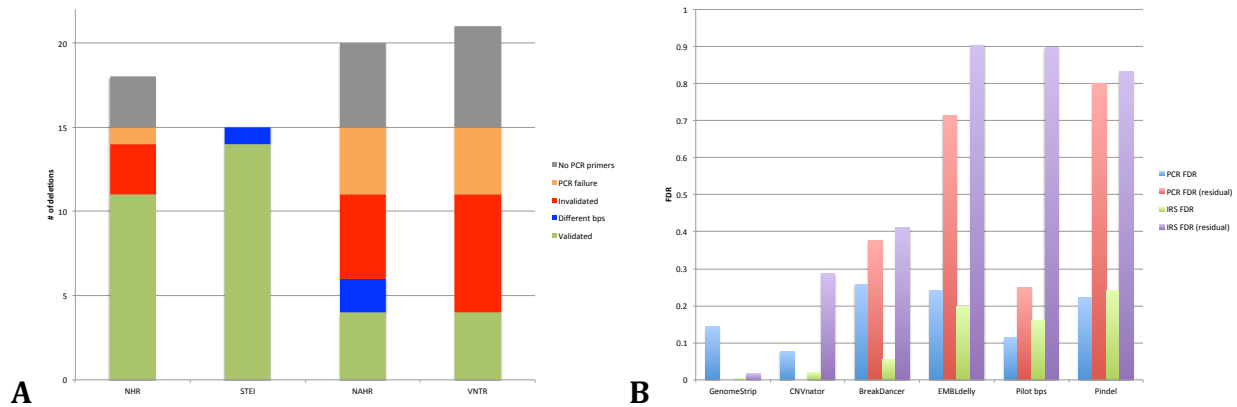 20
15
10
5
0
# of deletions
NHR
STEI
NAHR
VNTR
No PCR primers
PCR failure
Invalidated
Different bps
Validated
A
1
0.9
0.8
0.7
0.6
0.5
0.4
0.3
0.2
0.1
0
FDR
GenomeStrip
CNVnator
BreakDancer
EMBLdelly
Pilot bps
Pindel
PCR FDR
PCR FDR (residual)
IRS FDR
IRS FDR (residual)
B